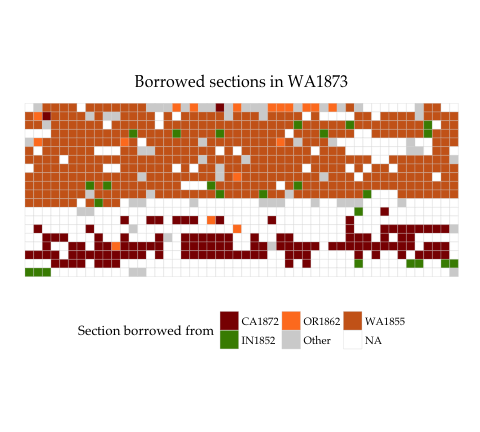 Borrowed sections in WA1873
Section borrowed from
CA1872 OR1862 WA1855
IN1852 Other NA